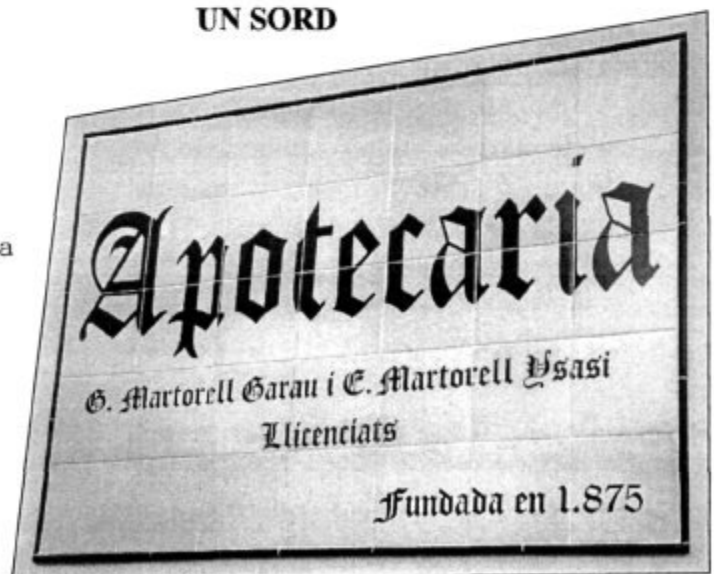 UN SORD
a
Apotecaria
G. Martorell Garau i E. Martorell Ysasi
Llicenciats
Fundada en 1.875